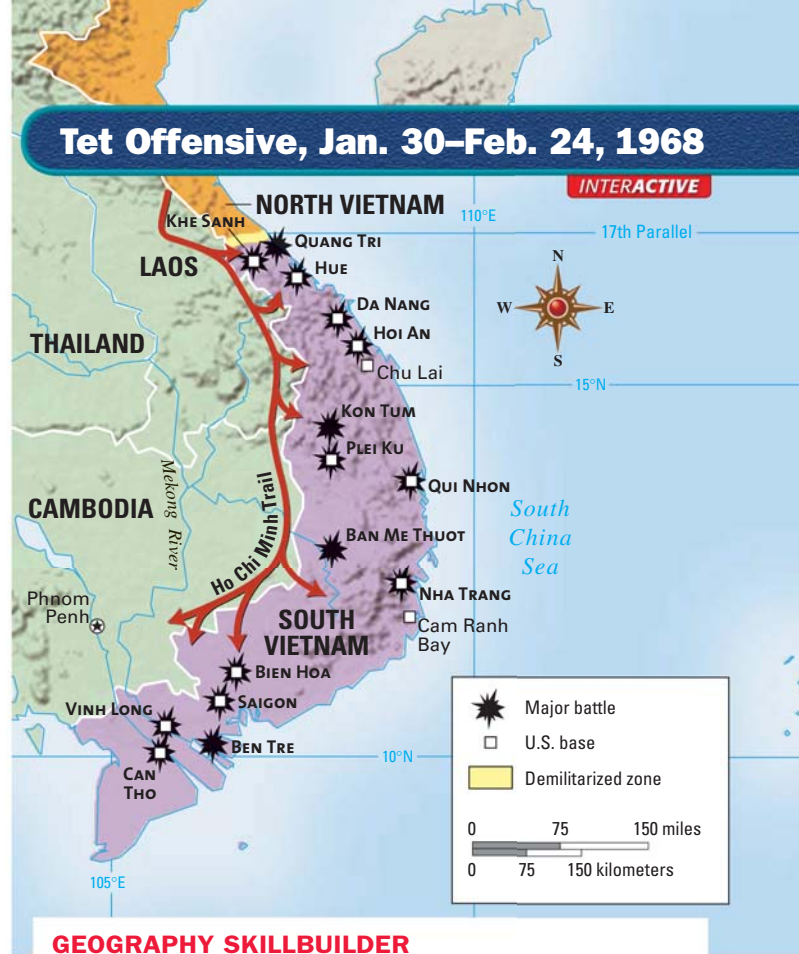 Tet Offensive, Jan. 30–Feb. 24, 1968
INTERACTIVE
NORTH VIETNAM
110°E
17th Parallel
KHE SANH
QUANG TRI
LAOS
HUE
N
W
E
S
DA NANG
HOI AN
THAILAND
Chu Lai
15°N
KON TUM
PLEI KU
Mekong River
QUI NHON
CAMBODIA
South
China
Sea
Ho Chi Minh Trail
BAN ME THUOT
Phnom
Penh
NHA TRANG
SOUTH
VIETNAM
Cam Ranh
Bay
BIEN HOA
VINH LONG
SAIGON
BEN TRE
CAN
THO
10°N
105°E
Major battle
U.S. base
Demilitarized zone
0 75 150 miles
0 75 150 kilometers
GEOGRAPHY SKILLBUILDER